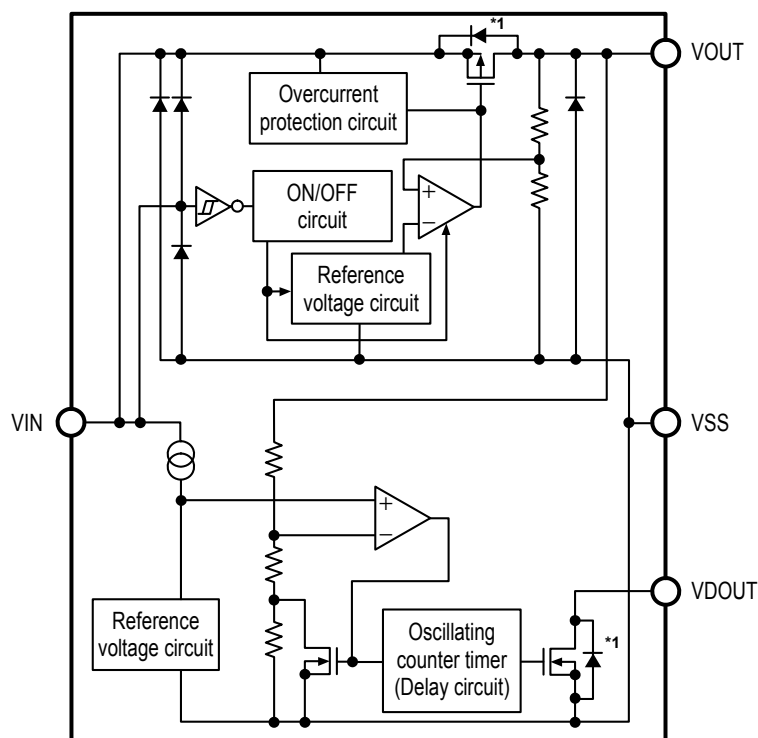 *1
VOUT
Overcurrent
protection circuit
ON/OFF
circuit
+
−
Reference
voltage circuit
VIN
VSS
+
−
VDOUT
Reference
voltage circuit
Oscillating
counter timer
(Delay circuit)
*1